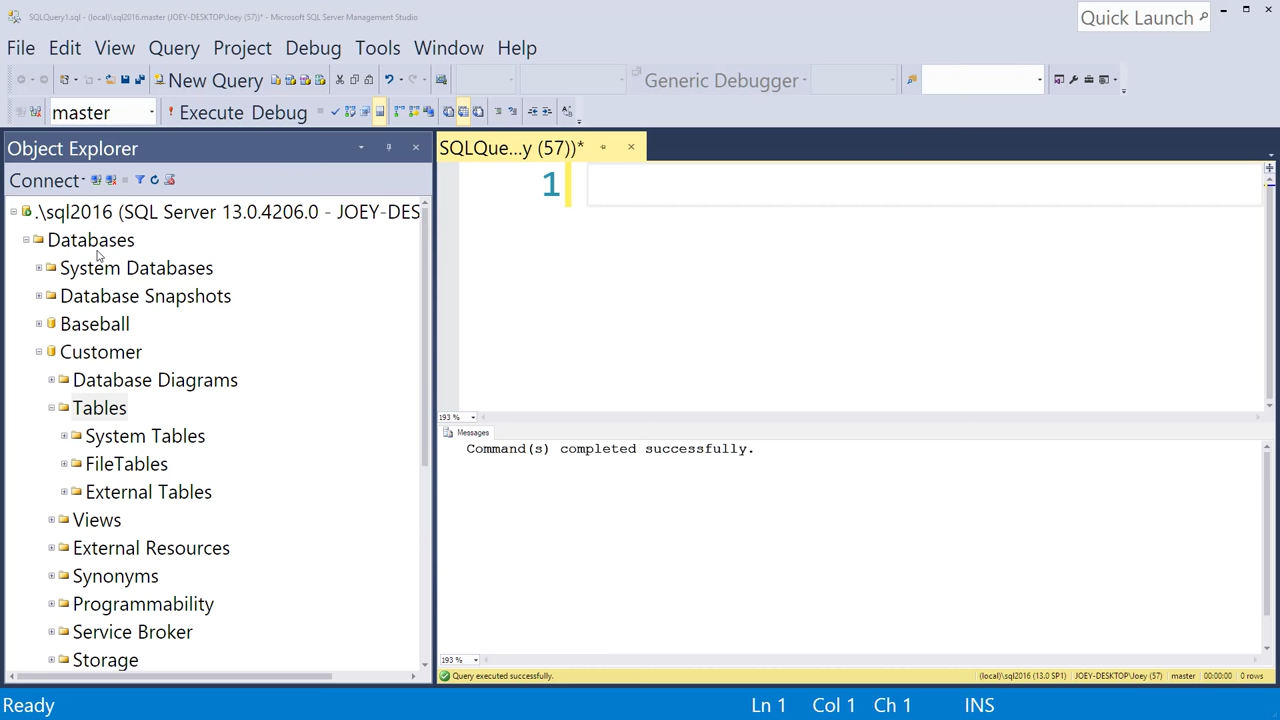 SQLQuery1.sql - (local)\sql2016.master (JOEY-DESKTOP\Joey (57))* - Microsoft SQL Server Management Studio
Quick Launch
File Edit View Query Project Debug Tools Window Help
New Query Generic Debugger
master Execute Debug
Object Explorer
SQLQue...y (57))*
Connect
1
.\sql2016 (SQL Server 13.0.4206.0 - JOEY-DES
Databases
System Databases
Database Snapshots
Baseball
Customer
Database Diagrams
Tables
System Tables
FileTables
External Tables
Views
External Resources
Synonyms
Programmability
Service Broker
Storage
193 %
Messages
Command(s) completed successfully.
193 %
Query executed successfully. (local)\sql2016 (13.0 SP1) JOEY-DESKTOP\Joey (57) master 00:00:00 0 rows
Ready Ln 1 Col 1 Ch 1 INS